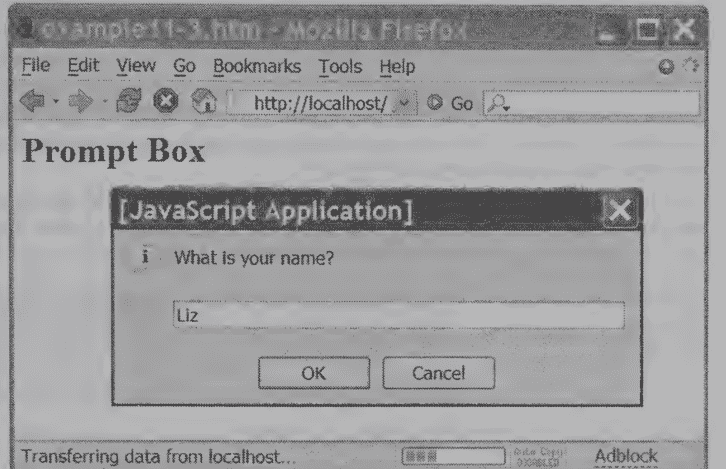 example11-3.htm - Mozilla Firefox
File Edit View Go Bookmarks Tools Help
http://localhost/ Go
Prompt Box
[JavaScript Application]
What is your name?
Liz
OK Cancel
Transferring data from localhost... Adblock